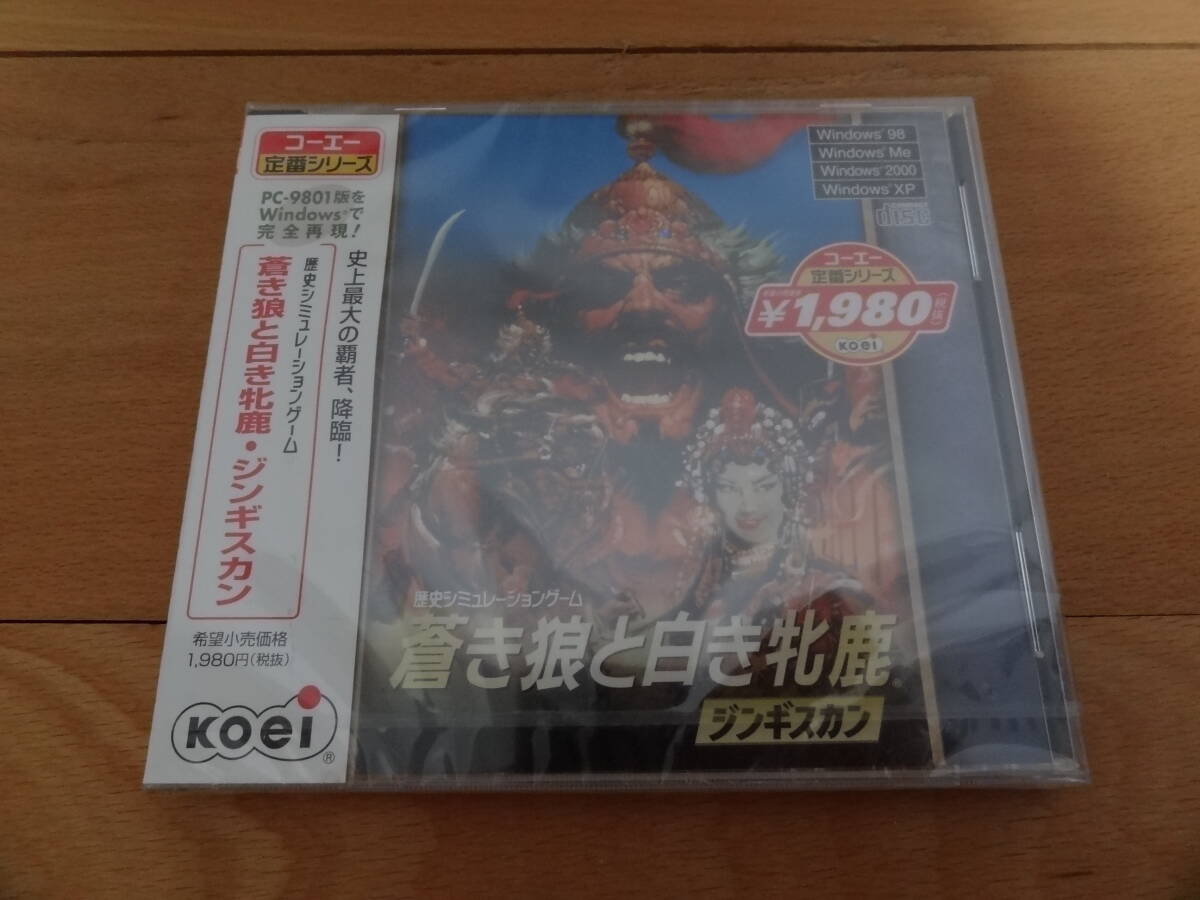 コーエー
定番シリーズ
PC-9801版を
Windows®で
完全再現!
史上最大の覇者、降臨!
歴史シミュレーションゲーム
蒼き狼と白き牝鹿・ジンギスカン
希望小売価格
1,980円(税抜)
Koei®
Windows® 98
Windows® Me
Windows® 2000
Windows® XP
disc
コーエー
定番シリーズ
¥1,980(税抜)
Koei
歴史シミュレーションゲーム
蒼き狼と白き牝鹿®
ジンギスカン